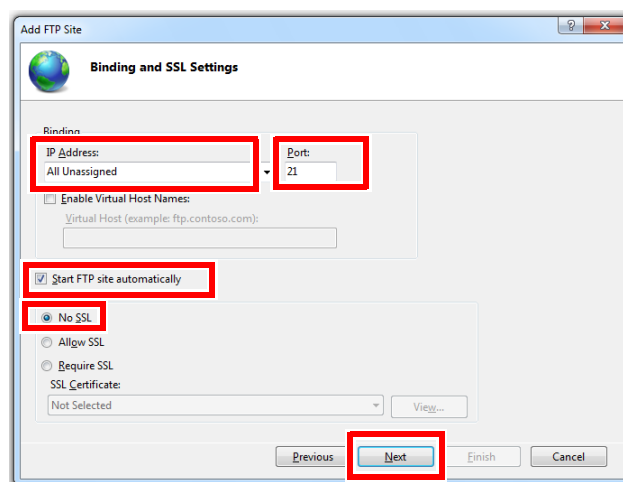 Add FTP Site
Binding and SSL Settings
Binding
IP Address: Port:
All Unassigned 21
Enable Virtual Host Names:
Virtual Host (example: ftp.contoso.com):
Start FTP site automatically
No SSL
Allow SSL
Require SSL
SSL Certificate:
Not Selected View...
Previous Next Finish Cancel